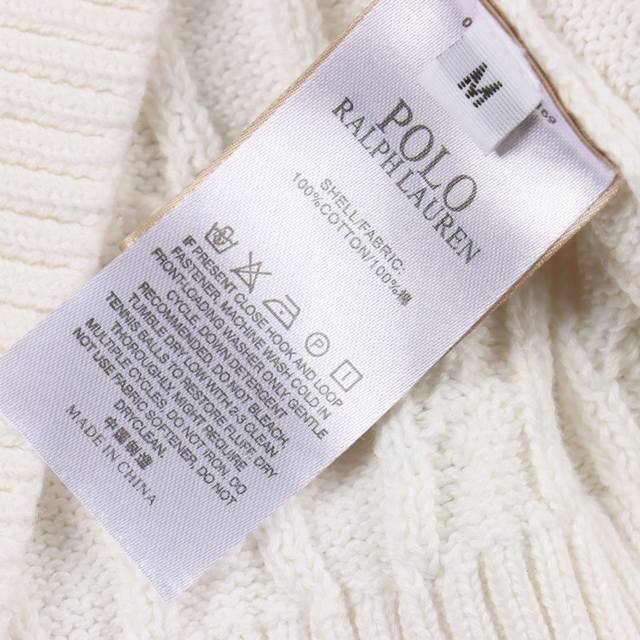 M
POLO
RALPH LAUREN
SHELL/FABRIC:
100%COTTON/100%棉
IF PRESENT CLOSE HOOK AND LOOP
FASTENER, MACHINE WASH COLD IN
FRONT-LOADING WASHER ONLY GENTLE
CYCLE. DOWN DETERGENT
RECOMMENDED. DO NOT BLEACH.
TUMBLE DRY LOW WITH 2-4 CLEAN
TENNIS BALLS TO RESTORE FLUFF. DRY
THOROUGHLY. MIGHT REQUIRE
MULTIPLE CYCLES, DO NOT IRON, DO
NOT USE FABRIC SOFTENER, DO NOT
DRYCLEAN.
中國制造
MADE IN CHINA